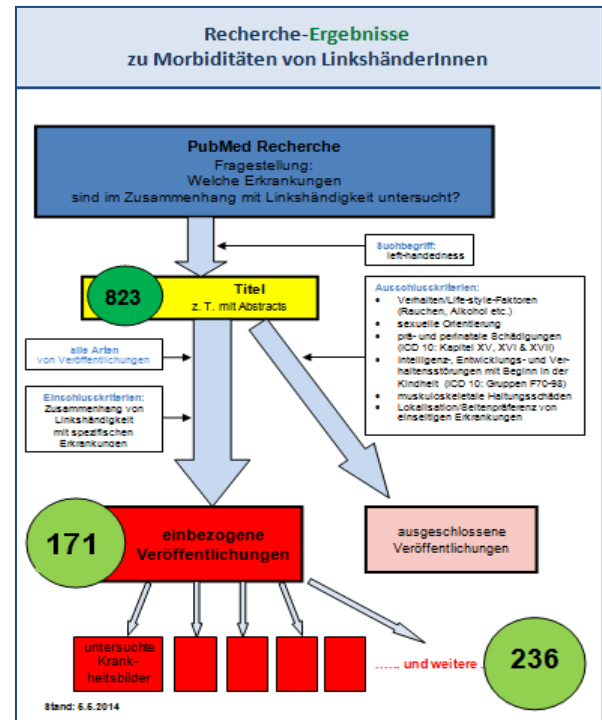 Recherche-Ergebnisse
zu Morbiditäten von LinkshänderInnen
PubMed Recherche
Fragestellung:
Welche Erkrankungen
sind im Zusammenhang mit Linkshändigkeit untersucht?
Suchbegriff:
left-handedness
823
Titel
z. T. mit Abstracts
Ausschlusskriterien:
• Verhalten/Life-style-Faktoren
(Rauchen, Alkohol etc.)
• sexuelle Orientierung
• prä- und perinatale Schädigungen
(ICD 10: Kapitel XV, XVI & XVII)
• Intelligenz-, Entwicklungs- und Ver-
haltensstörungen mit Beginn in der
Kindheit (ICD 10: Gruppen F70-98)
• muskuloskeletale Haltungsschäden
• Lokalisation/Seitenpräferenz von
einseitigen Erkrankungen
alle Arten
von Veröffentlichungen
Einschlusskriterien:
Zusammenhang von
Linkshändigkeit
mit spezifischen
Erkrankungen
171
einbezogene
Veröffentlichungen
ausgeschlossene
Veröffentlichungen
untersuchte
Krank-
heitsbilder
...... und weitere .
236
Stand: 5.5.2014